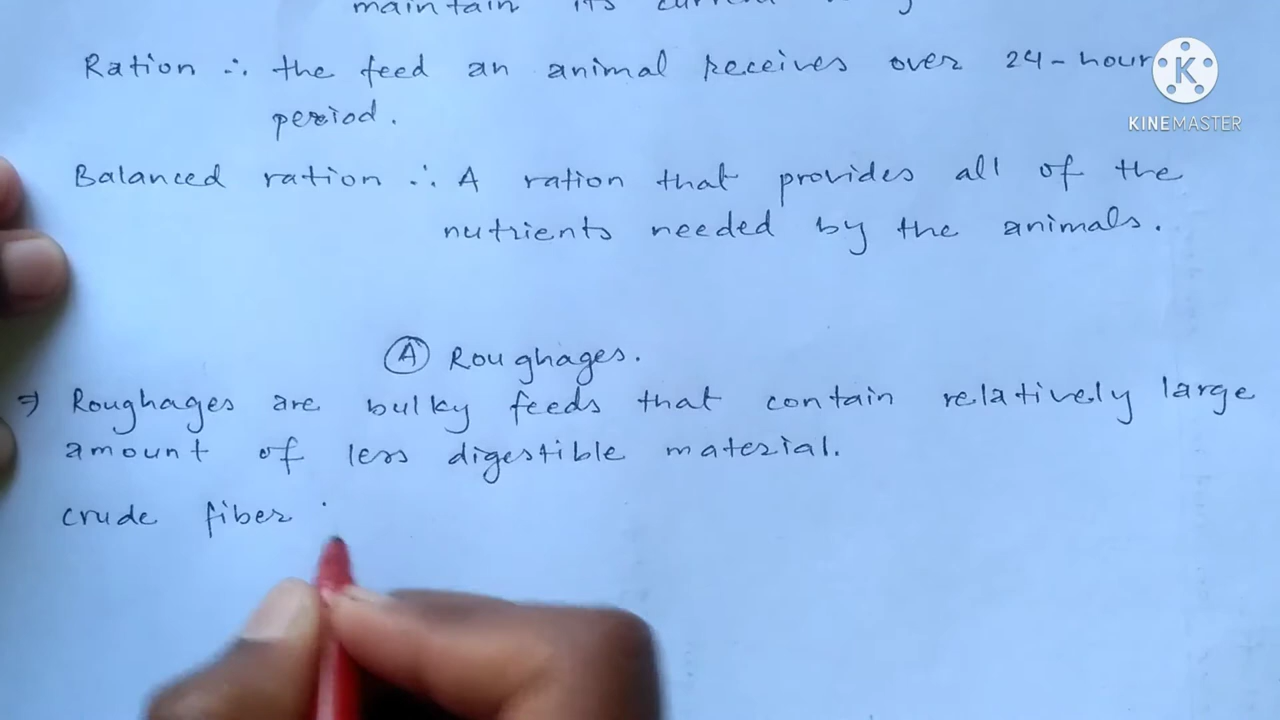 maintain its
Ration ∴ the feed an animal receives over 24-hour
period.
K
KINEMASTER
Balanced ration ∴ A ration that provides all of the
nutrients needed by the animals.
Ⓐ Roughages.
⇒ Roughages are bulky feeds that contain relatively large
amount of less digestible material.
crude fiber